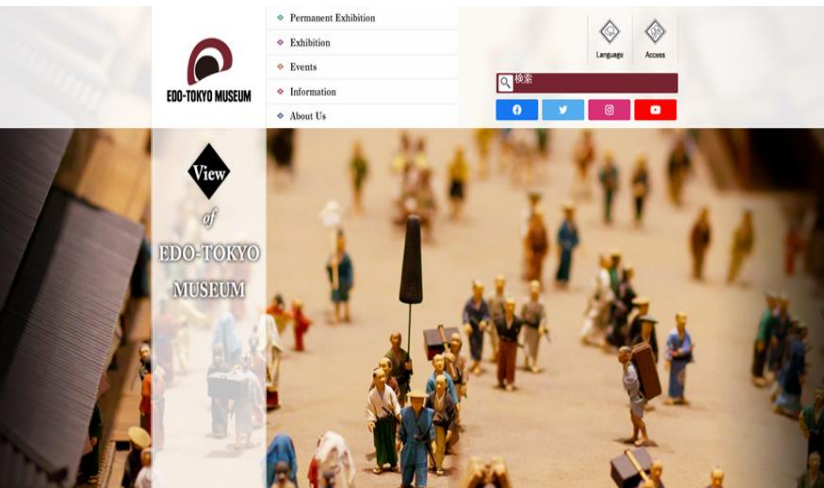 EDO-TOKYO MUSEUM
Permanent Exhibition
Exhibition
Events
Information
About Us
Language
Access
検索
View
of
EDO-TOKYO
MUSEUM